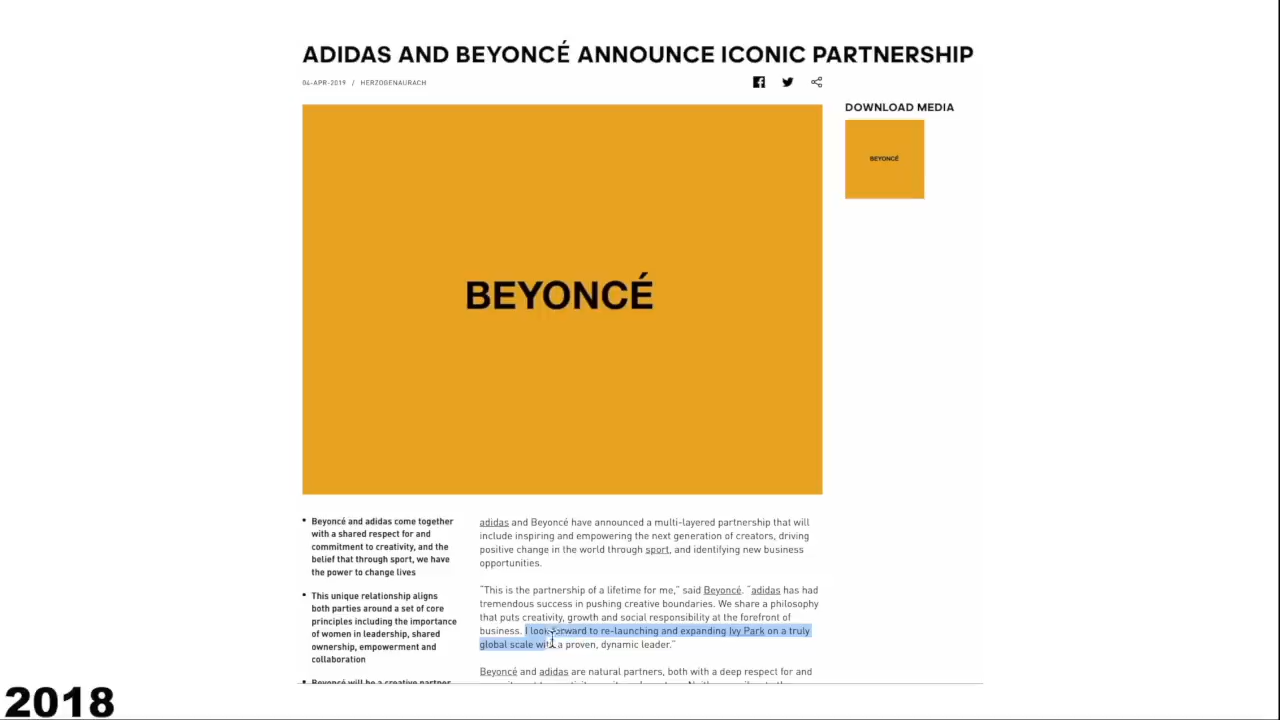 ADIDAS AND BEYONCÉ ANNOUNCE ICONIC PARTNERSHIP
04-APR-2019 / HERZOGENAURACH
DOWNLOAD MEDIA
BEYONCÉ
BEYONCÉ
Beyoncé and adidas come together
with a shared respect for and
commitment to creativity, and the
belief that through sport, we have
the power to change lives
This unique relationship aligns
both parties around a set of core
principles including the importance
of women in leadership, shared
ownership, empowerment and
collaboration
Beyoncé will be a creative partner
adidas and Beyoncé have announced a multi-layered partnership that will
include inspiring and empowering the next generation of creators, driving
positive change in the world through sport, and identifying new business
opportunities.
"This is the partnership of a lifetime for me," said Beyoncé. "adidas has had
tremendous success in pushing creative boundaries. We share a philosophy
that puts creativity, growth and social responsibility at the forefront of
business. I look forward to re-launching and expanding Ivy Park on a truly
global scale with a proven, dynamic leader."
Beyoncé and adidas are natural partners, both with a deep respect for and
2018